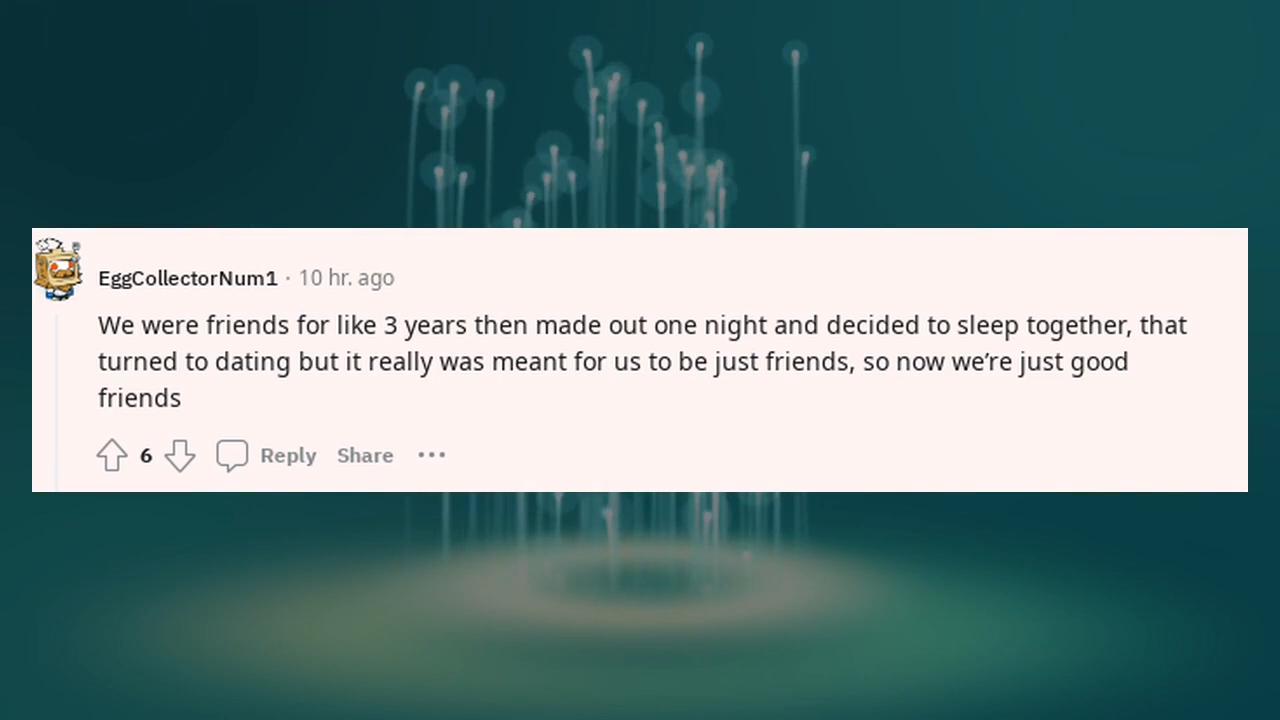 EggCollectorNum1 · 10 hr. ago
We were friends for like 3 years then made out one night and decided to sleep together, that
turned to dating but it really was meant for us to be just friends, so now we’re just good
friends
6 Reply Share •••